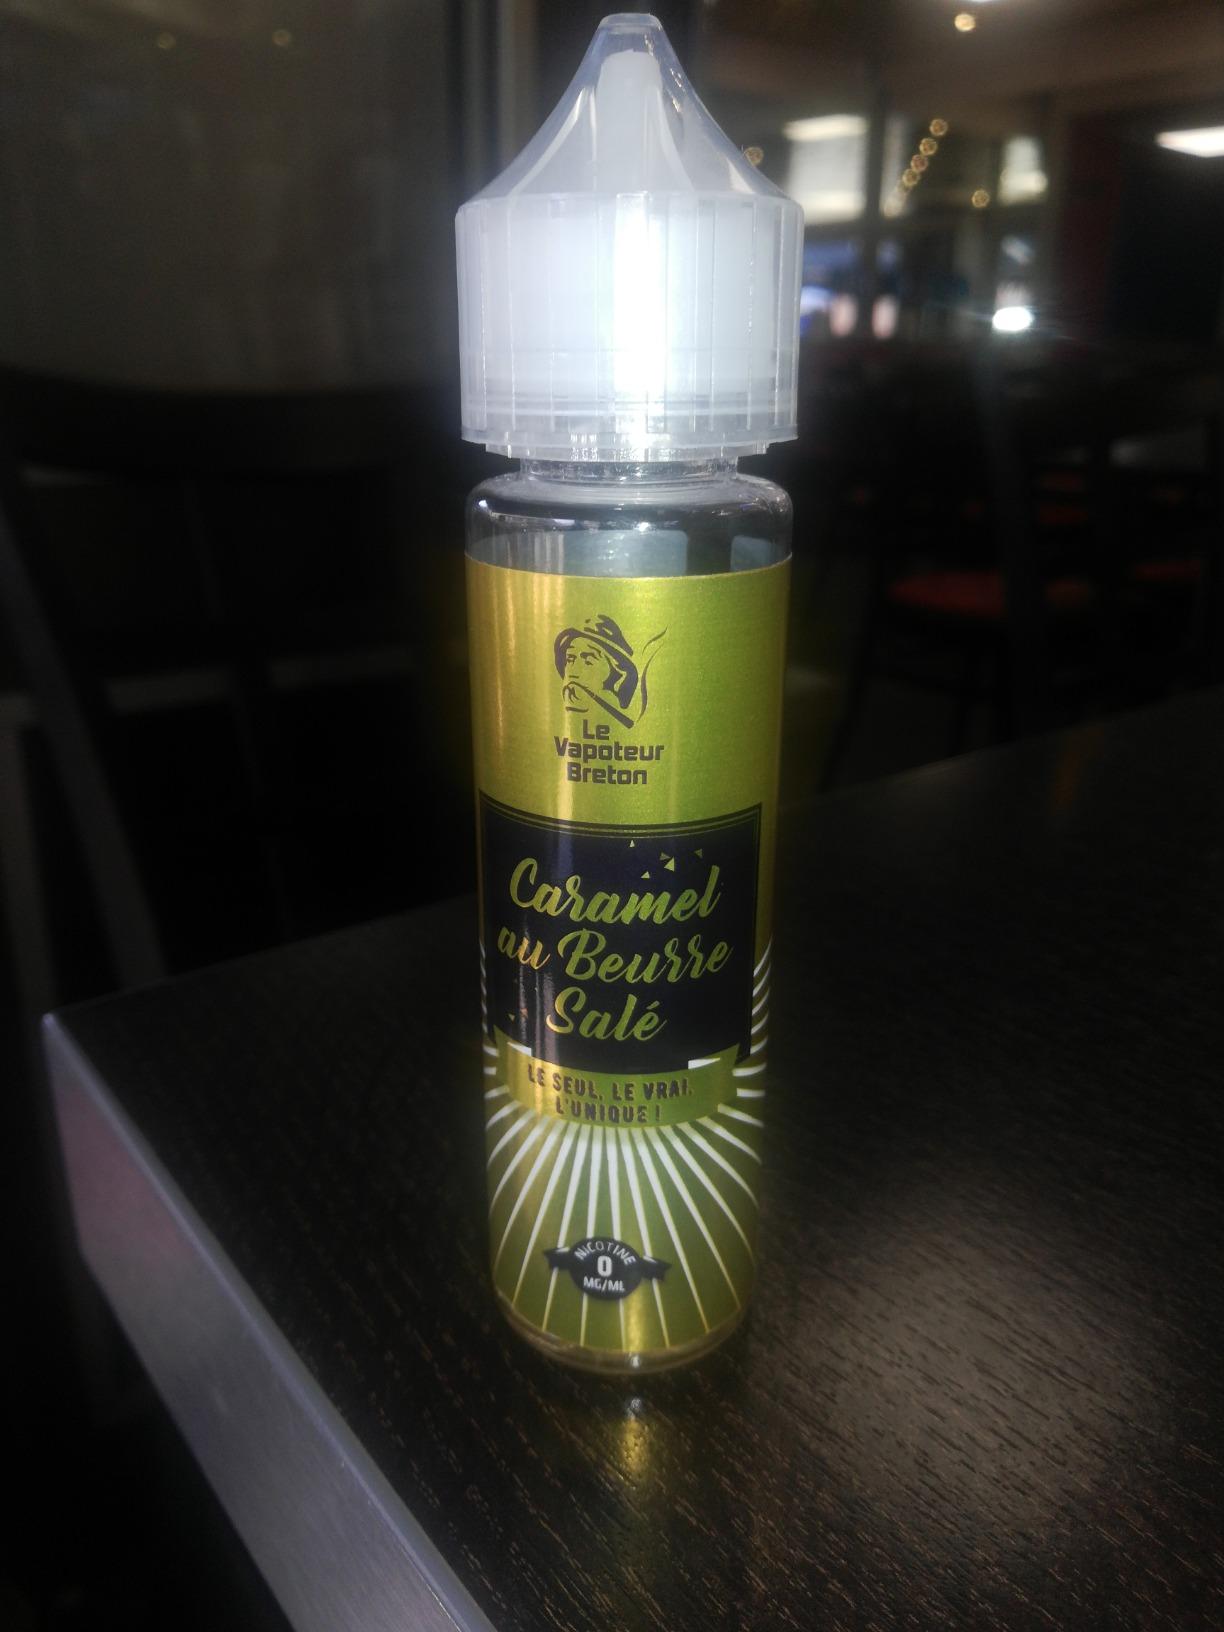 Le
Vapoteur
Breton
Caramel
au Beurre
Salé
LE SEUL, LE VRAI,
L'UNIQUE !
NICOTINE
0
MG/ML